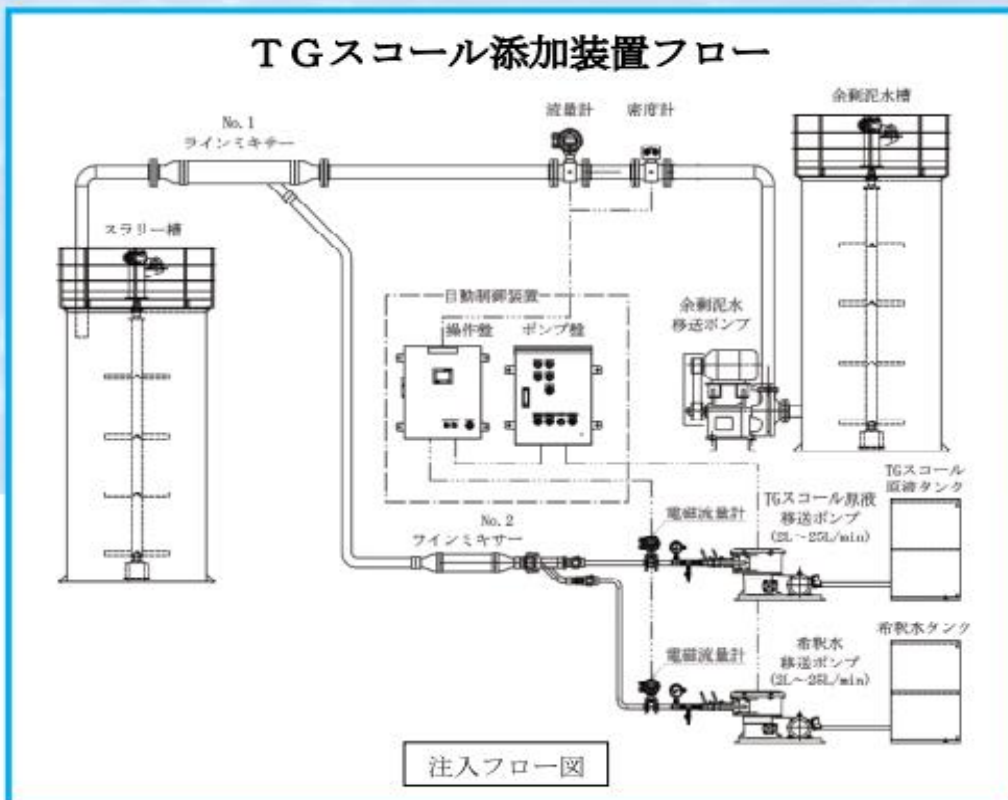 TGスコール添加装置フロー
余剰泥水槽
流量計
密度計
No.1
ラインミキサー
スラリー槽
自動制御装置
操作盤
ポンプ盤
余剰泥水
移送ポンプ
TGスコール
原液タンク
TGスコール原液
移送ポンプ
(2L～25L/min)
電磁流量計
No.2
ラインミキサー
希釈水タンク
希釈水
移送ポンプ
(2L～25L/min)
電磁流量計
注入フロー図